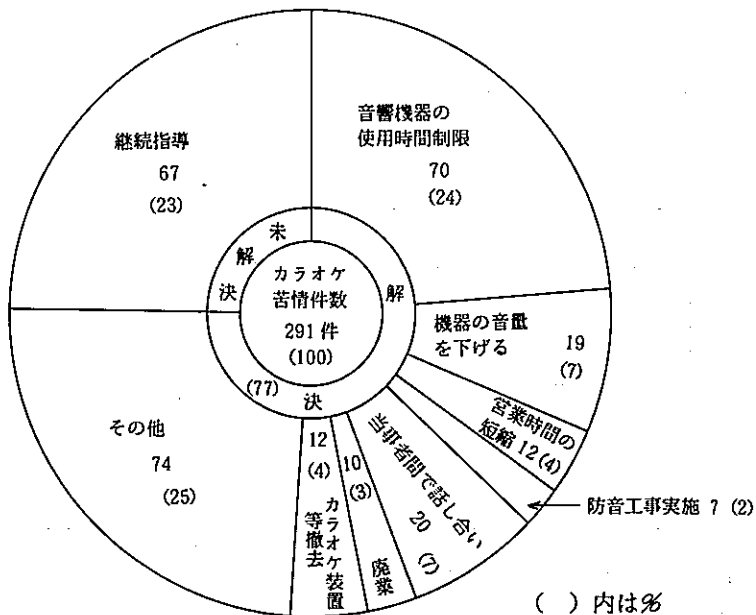 音響機器の
使用時間制限
70
(24)
機器の音量
を下げる
19
(7)
営業時間の
短縮 12(4)
防音工事実施 7 (2)
当事者間で話し合い
20
(7)
廃業
10
(3)
カラオケ装置
等撤去
12
(4)
その他
74
(25)
継続指導
67
(23)
未
解
決
解
決
(77)
カラオケ
苦情件数
291件
(100)
( )内は%